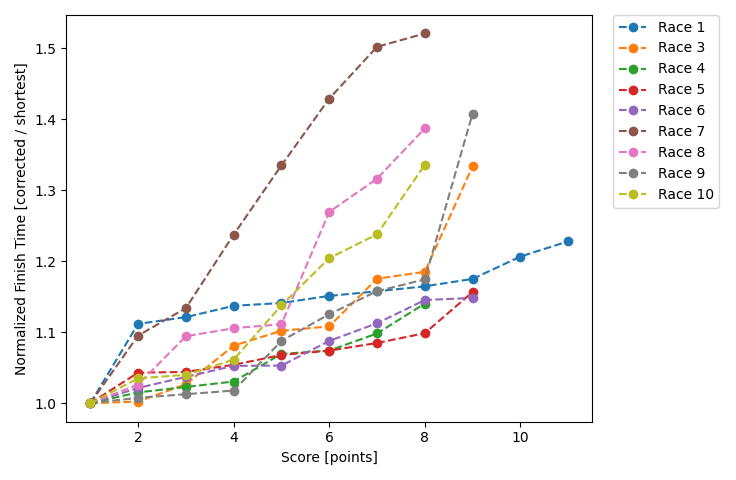 Normalized Finish Time [corrected / shortest]
1.5
1.4
1.3
1.2
1.1
1.0
2
4
6
8
10
Score [points]
Race 1
Race 3
Race 4
Race 5
Race 6
Race 7
Race 8
Race 9
Race 10